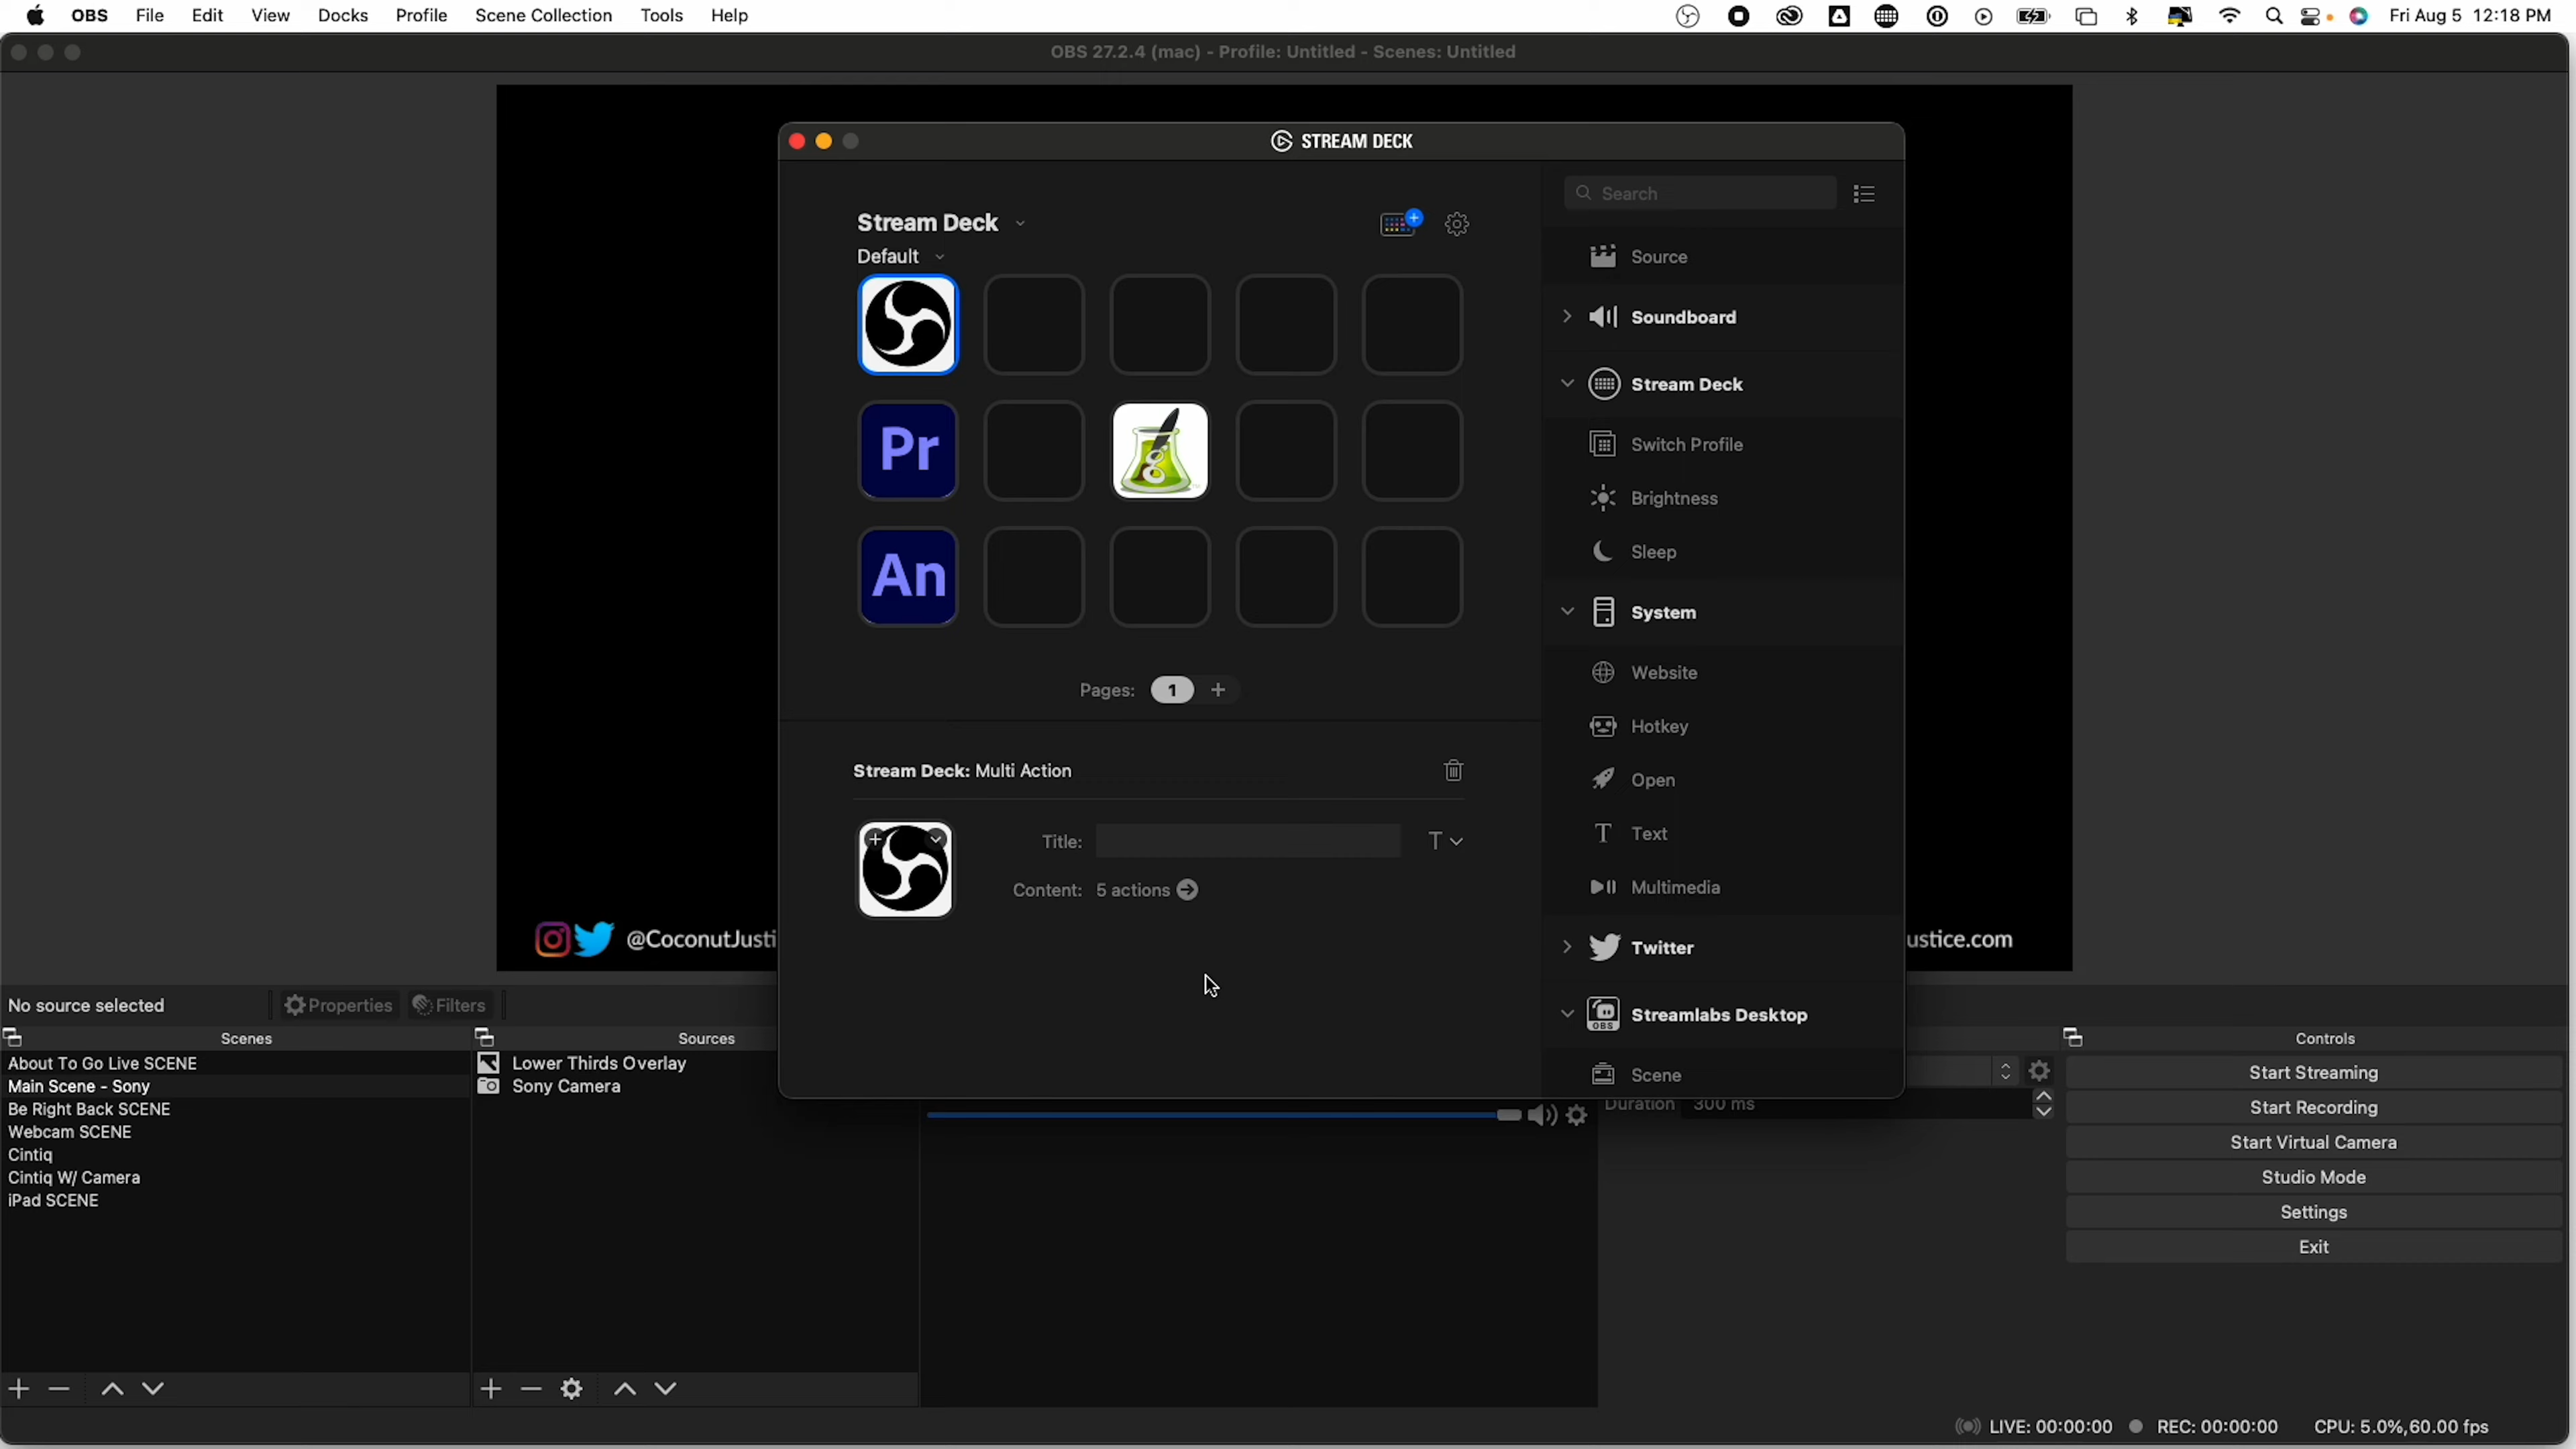 OBS File Edit View Docks Profile Scene Collection Tools Help Fri Aug 5 12:18 PM
OBS 27.2.4 (mac) - Profile: Untitled - Scenes: Untitled
STREAM DECK
Stream Deck
Default
Pr
8
An
Pages: 1 +
Stream Deck: Multi Action
Title: T
Content: 5 actions
Search
Source
Soundboard
Stream Deck
Switch Profile
Brightness
Sleep
System
Website
Hotkey
Open
T Text
Multimedia
Twitter
OBS Streamlabs Desktop
Scene
@CoconutJusti
ustice.com
No source selected Properties Filters
Scenes
About To Go Live SCENE
Main Scene - Sony
Be Right Back SCENE
Webcam SCENE
Cintiq
Cintiq W/ Camera
iPad SCENE
Sources
Lower Thirds Overlay
Sony Camera
Duration 300 ms
Controls
Start Streaming
Start Recording
Start Virtual Camera
Studio Mode
Settings
Exit
LIVE: 00:00:00 REC: 00:00:00 CPU: 5.0%,60.00 fps